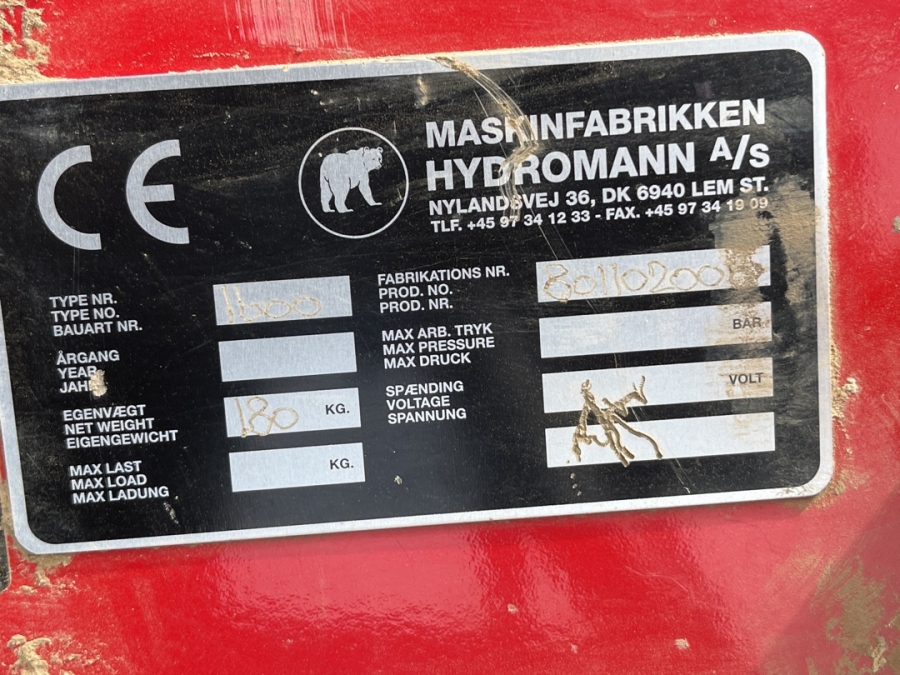 CE
MASKINFABRIKKEN
HYDROMANN A/S
NYLANDSVEJ 36, DK 6940 LEM ST.
TLF. +45 97 34 12 33 - FAX. +45 97 34 19 09
TYPE NR.
TYPE NO.
BAUART NR.
1600
ÅRGANG
YEAR
JAHR
EGENVÆGT
NET WEIGHT
EIGENGEWICHT
180 KG.
MAX LAST
MAX LOAD
MAX LADUNG
KG.
FABRIKATIONS NR.
PROD. NO.
PROD. NR.
MAX ARB. TRYK
MAX PRESSURE
MAX DRUCK
BAR
SPÆNDING
VOLTAGE
SPANNUNG
VOLT